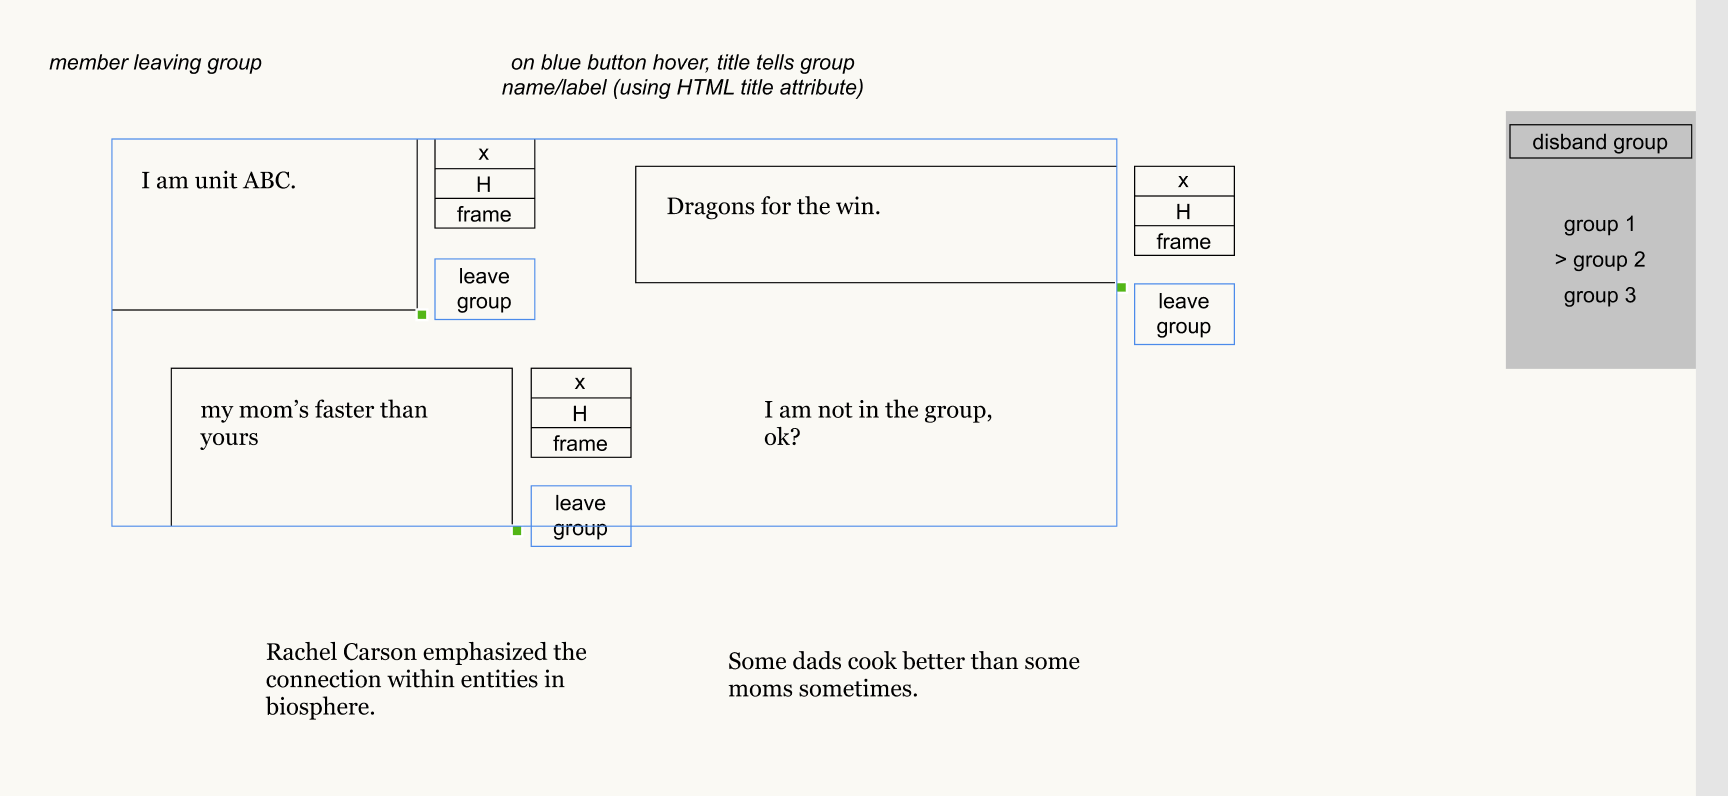 member leaving group
on blue button hover, title tells group
name/label (using HTML title attribute)
disband group
group 1
> group 2
group 3
I am unit ABC.
x
H
frame
leave
group
Dragons for the win.
x
H
frame
leave
group
my mom’s faster than
yours
x
H
frame
leave
group
I am not in the group,
ok?
Rachel Carson emphasized the
connection within entities in
biosphere.
Some dads cook better than some
moms sometimes.